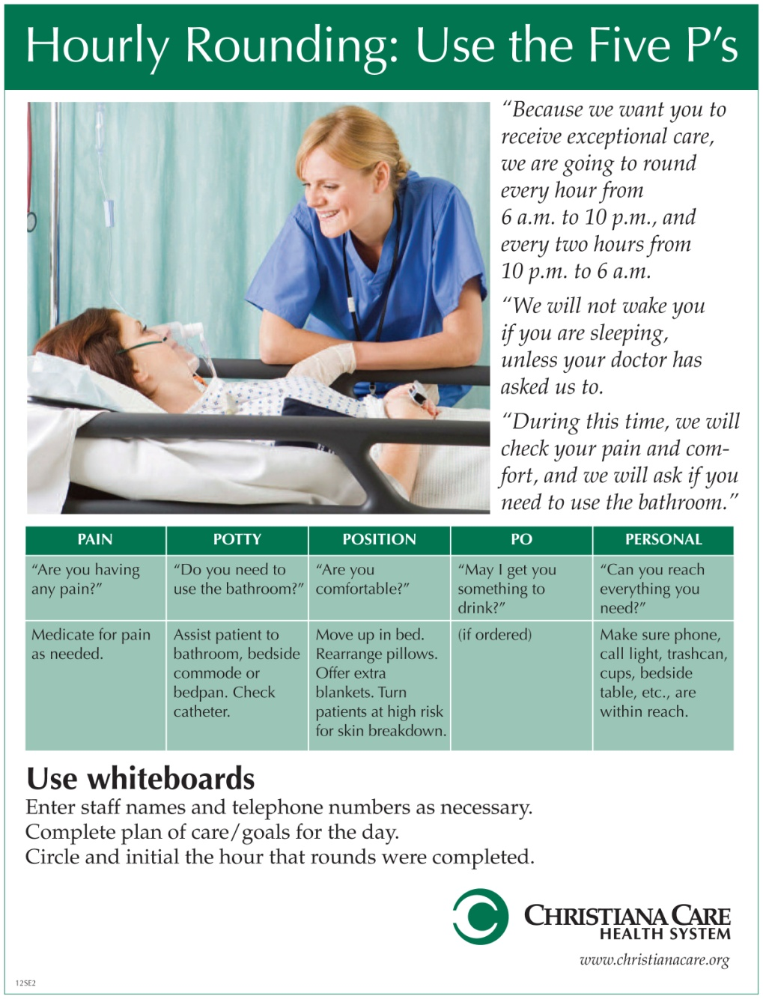 Hourly Rounding: Use the Five P’s
“Because we want you to
receive exceptional care,
we are going to round
every hour from
6 a.m. to 10 p.m., and
every two hours from
10 p.m. to 6 a.m.
“We will not wake you
if you are sleeping,
unless your doctor has
asked us to.
“During this time, we will
check your pain and com-
fort, and we will ask if you
need to use the bathroom.”
PAIN
POTTY
POSITION
PO
PERSONAL
“Are you having
any pain?”
“Do you need to
use the bathroom?”
“Are you
comfortable?”
“May I get you
something to
drink?”
“Can you reach
everything you
need?”
Medicate for pain
as needed.
Assist patient to
bathroom, bedside
commode or
bedpan. Check
catheter.
Move up in bed.
Rearrange pillows.
Offer extra
blankets. Turn
patients at high risk
for skin breakdown.
(if ordered)
Make sure phone,
call light, trashcan,
cups, bedside
table, etc., are
within reach.
Use whiteboards
Enter staff names and telephone numbers as necessary.
Complete plan of care/goals for the day.
Circle and initial the hour that rounds were completed.
CHRISTIANA CARE
HEALTH SYSTEM
www.christianacare.org
12SE2